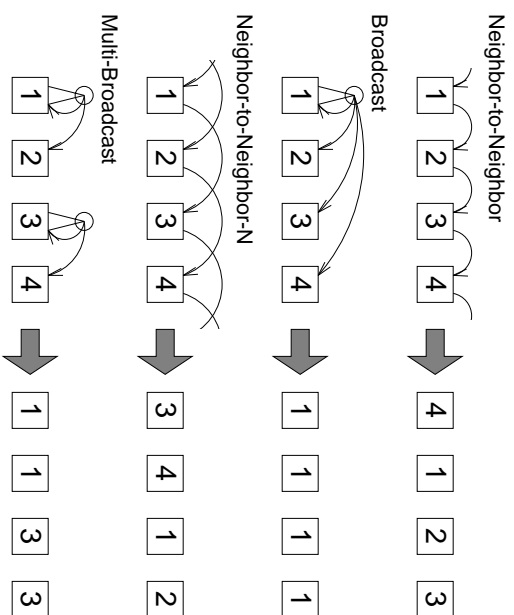 Neighbor-to-Neighbor
1 2 3 4 4 1 2 3
Broadcast
1 2 3 4 1 1 1 1
Neighbor-to-Neighbor-N
1 2 3 4 3 4 1 2
Multi-Broadcast
1 2 3 4 1 1 3 3